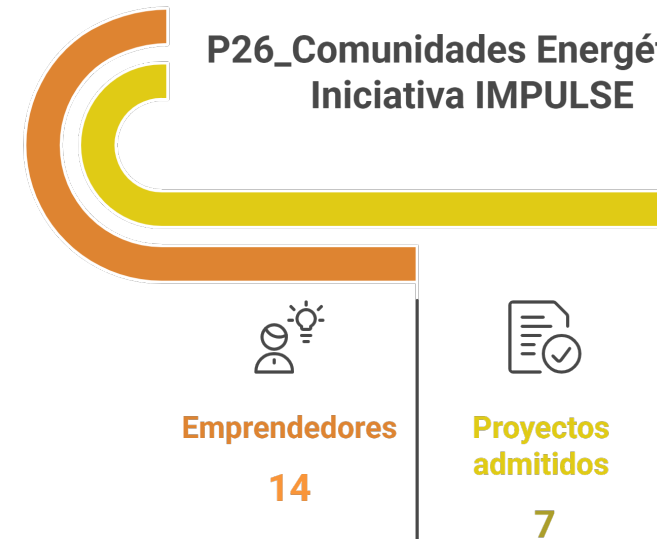 P26_Comunidades Energét
Iniciativa IMPULSE
Emprendedores
14
Proyectos
admitidos
7